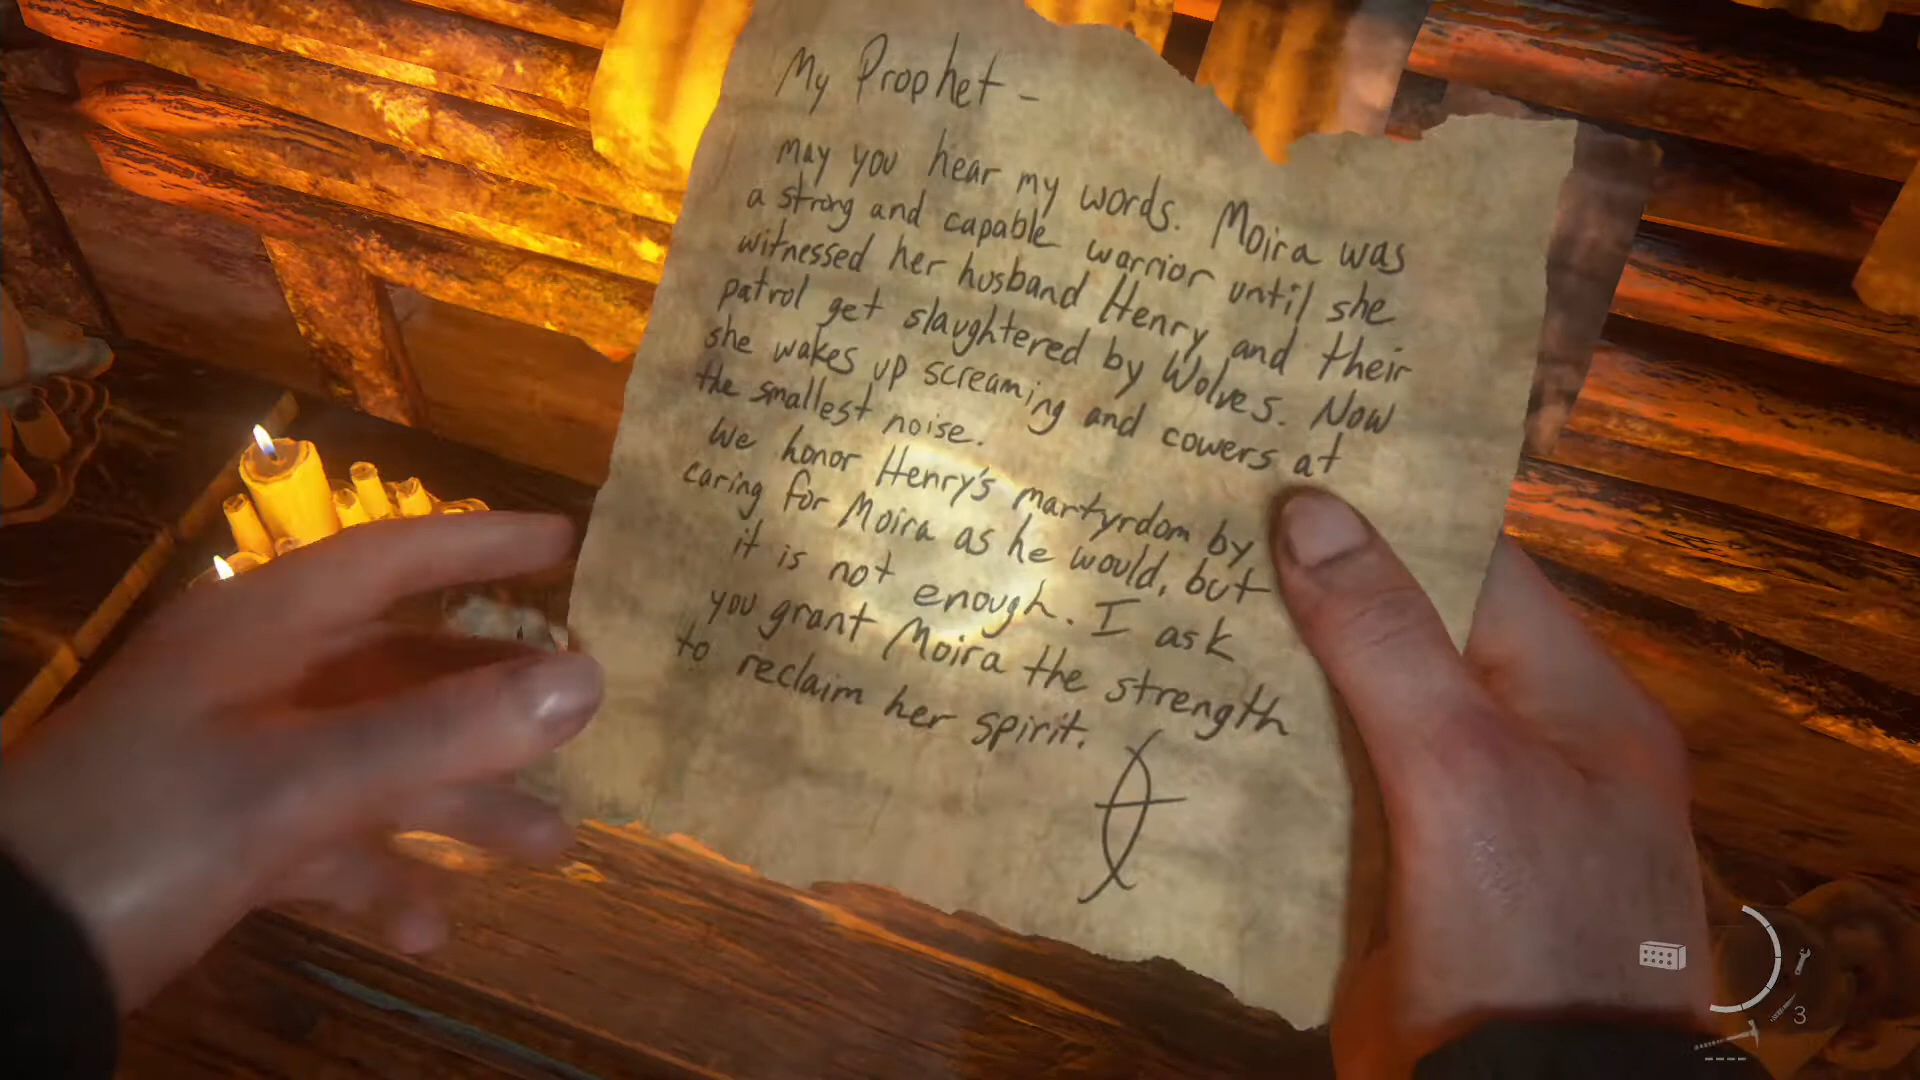 My Prophet -
may you hear my words. Moira was
a strong and capable warrior until she
witnessed her husband Henry and their
patrol get slaughtered by Wolves. Now
she wakes up screaming and cowers at
the smallest noise.
We honor Henry's martyrdom by
caring for Moira as he would, but
it is not enough. I ask
you grant Moira the strength
to reclaim her spirit.
3